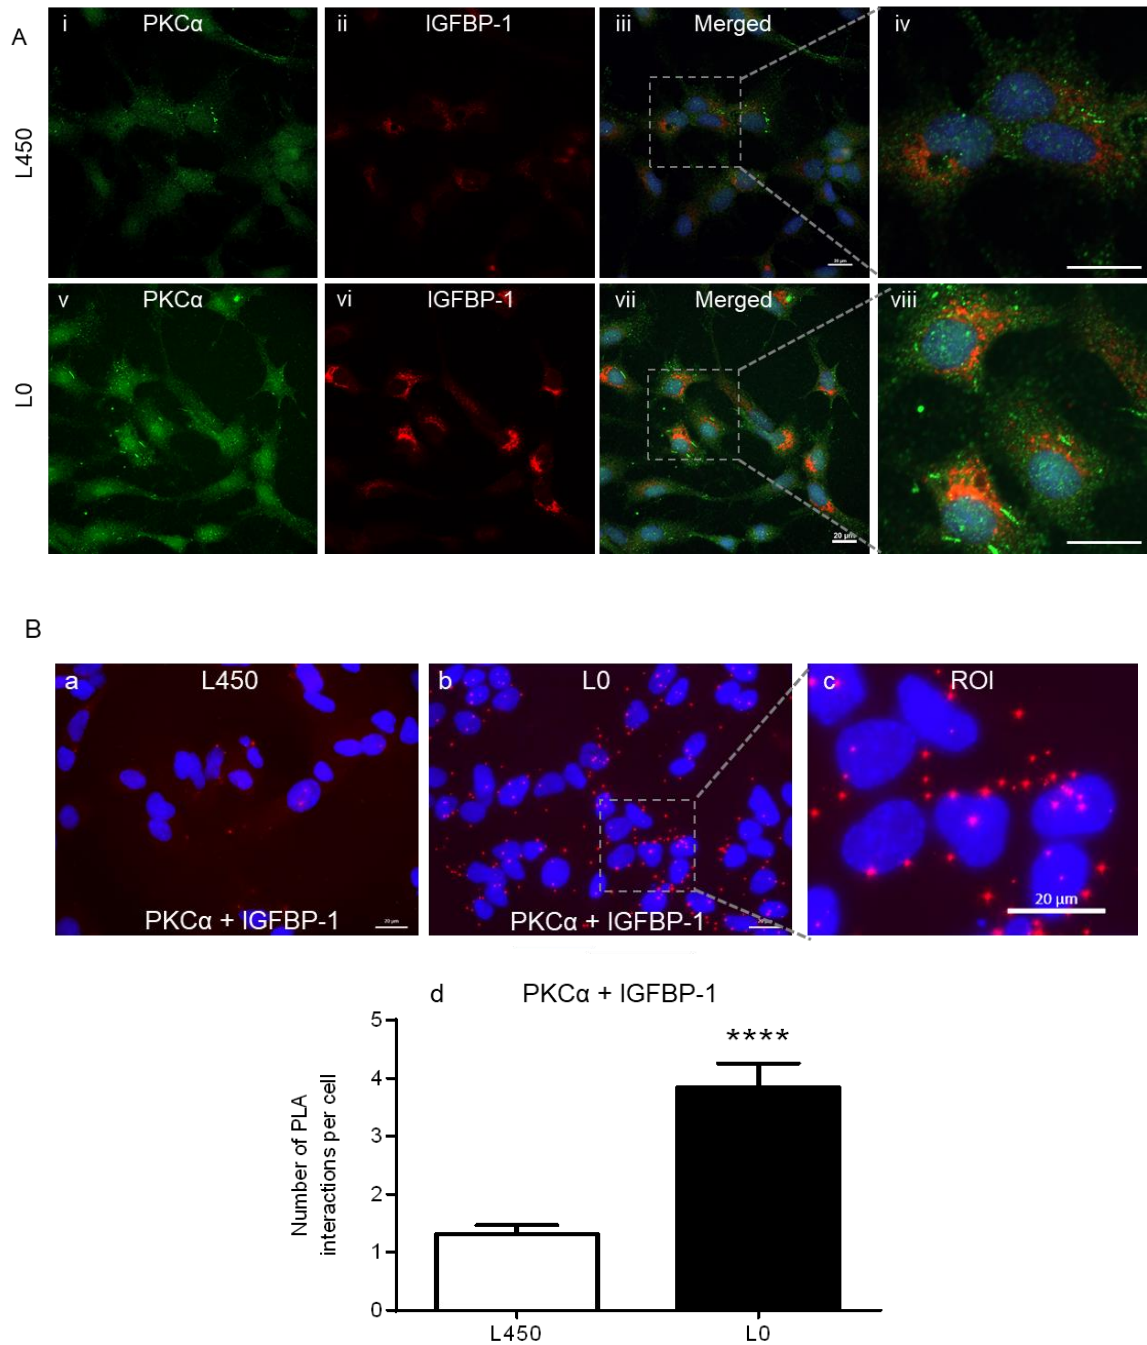 A
i
PKCα
ii
IGFBP-1
iii
Merged
iv
L450
v
PKCα
vi
IGFBP-1
vii
Merged
20 μm
viii
L0
B
a
L450
PKCα + IGFBP-1
20 μm
b
L0
PKCα + IGFBP-1
c
ROI
20 μm
d
PKCα + IGFBP-1
Number of PLA
interactions per cell
5
4
3
2
1
0
****
L450
L0